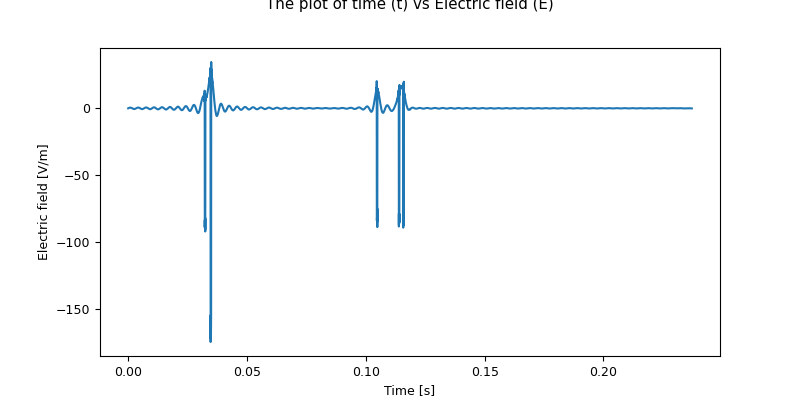 The plot of time (t) vs Electric field (E)
Electric field [V/m]
0
−50
−100
−150
0.00 0.05 0.10 0.15 0.20
Time [s]